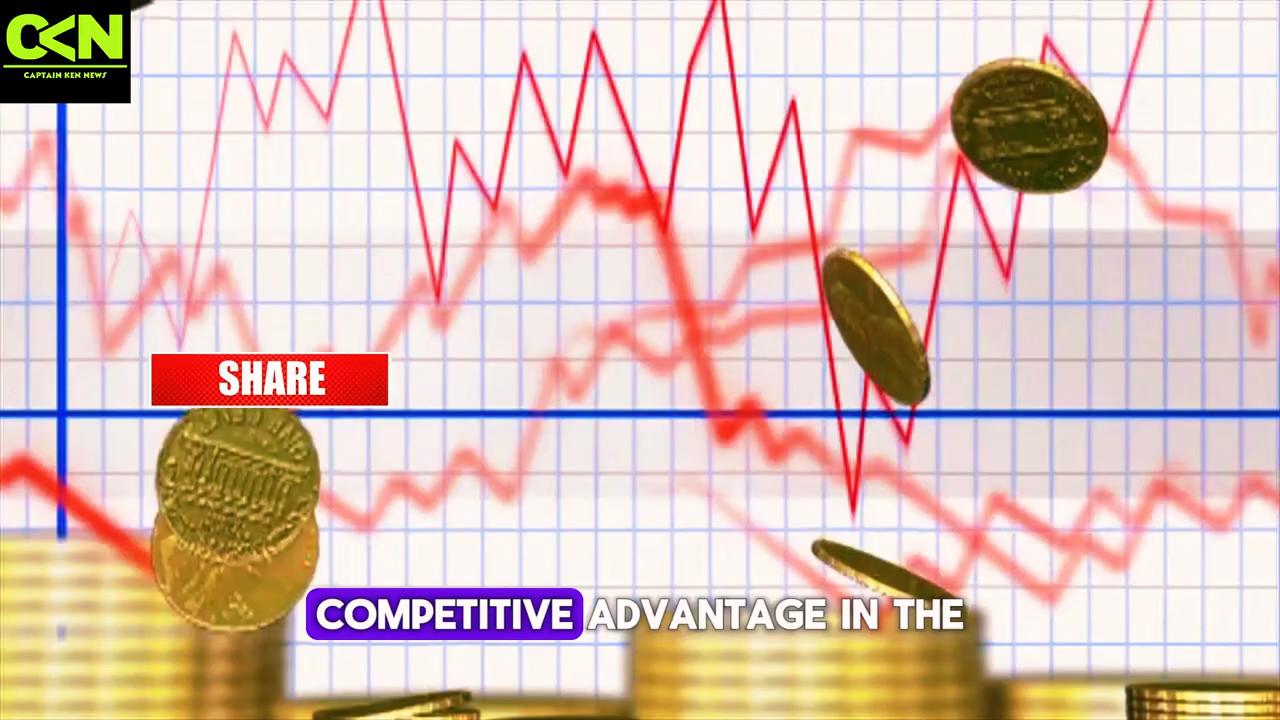 CKN
CAPTAIN KEN NEWS
SHARE
COMPETITIVE ADVANTAGE IN THE